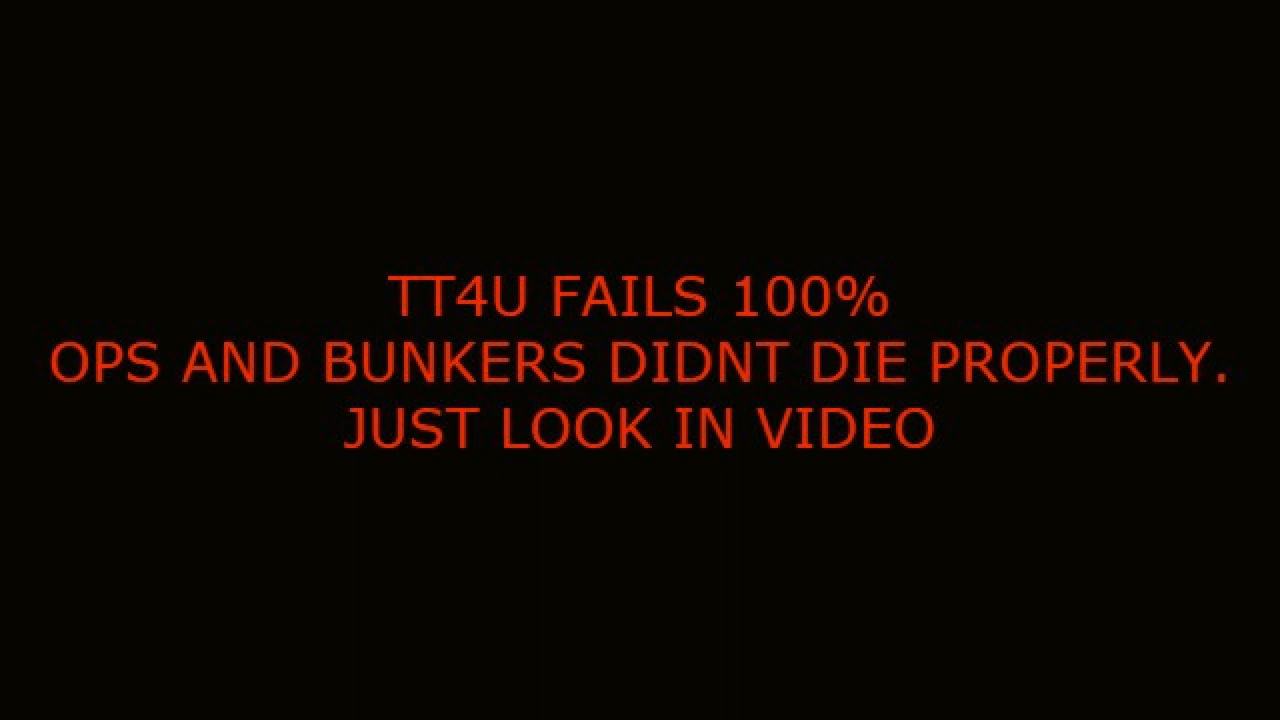 TT4U FAILS 100%
OPS AND BUNKERS DIDNT DIE PROPERLY.
JUST LOOK IN VIDEO